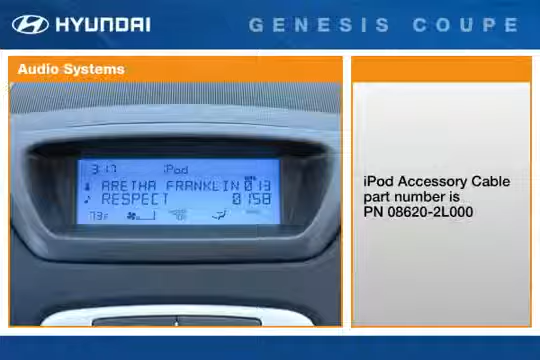 HYUNDAI
GENESIS COUPE
Audio Systems
3:17 iPod
ARETHA FRANKLIN 013
RESPECT 0158
73F
iPod Accessory Cable
part number is
PN 08620-2L000